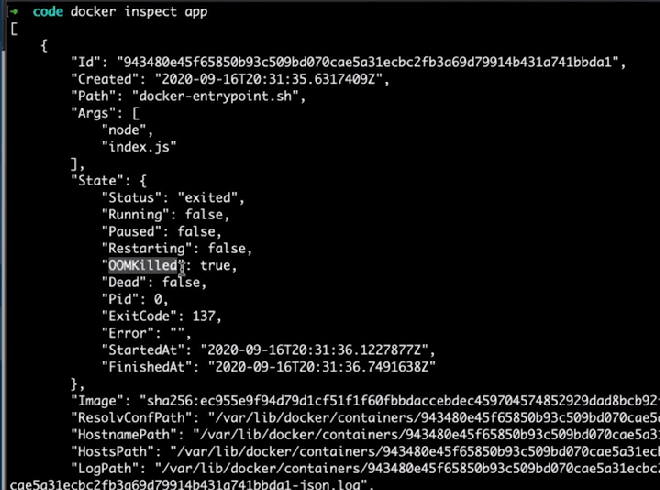 ➜ code docker inspect app
[
{
"Id": "943480e45f65850b93c509bd070cae5a31ecbc2fb3a69d79914b431a741bbda1",
"Created": "2020-09-16T20:31:35.6317409Z",
"Path": "docker-entrypoint.sh",
"Args": [
"node",
"index.js"
],
"State": {
"Status": "exited",
"Running": false,
"Paused": false,
"Restarting": false,
"OOMKilled": true,
"Dead": false,
"Pid": 0,
"ExitCode": 137,
"Error": "",
"StartedAt": "2020-09-16T20:31:36.1227877Z",
"FinishedAt": "2020-09-16T20:31:36.7491638Z"
},
"Image": "sha256:ec955e9f94d79d1cf51f1f60fbbdaccebdec459704574852929dad8bcb92f
"ResolvConfPath": "/var/lib/docker/containers/943480e45f65850b93c509bd070cae5a
"HostnamePath": "/var/lib/docker/containers/943480e45f65850b93c509bd070cae5a31
"HostsPath": "/var/lib/docker/containers/943480e45f65850b93c509bd070cae5a31ecb
"LogPath": "/var/lib/docker/containers/943480e45f65850b93c509bd070cae5a31ecbc2
cae5a31ecbc2fb3a69d79914b431a741bbda1-json.log",